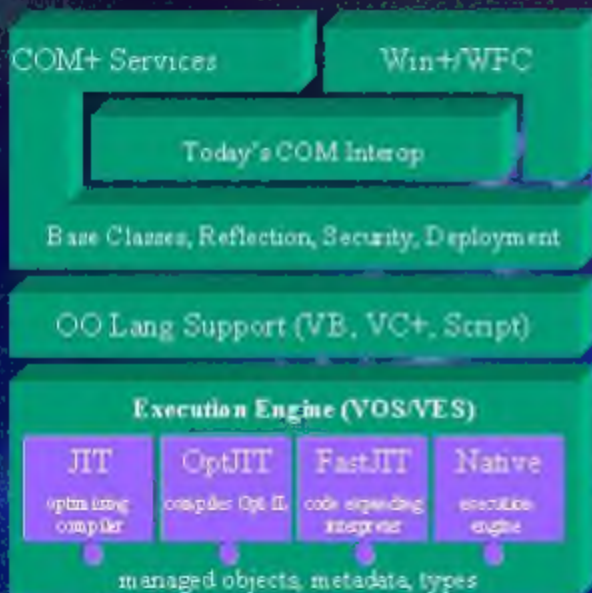 COM+ Services
Win+/WFC
Today's COM Interop
Base Classes, Reflection, Security, Deployment
OO Lang Support (VB, VC+, Script)
Execution Engine (VOS/VES)
JIT
optimizing
compiler
OptJIT
compiles Opt IL
FastJIT
code expanding
interpreter
Native
execution
engine
managed objects, metadata, types